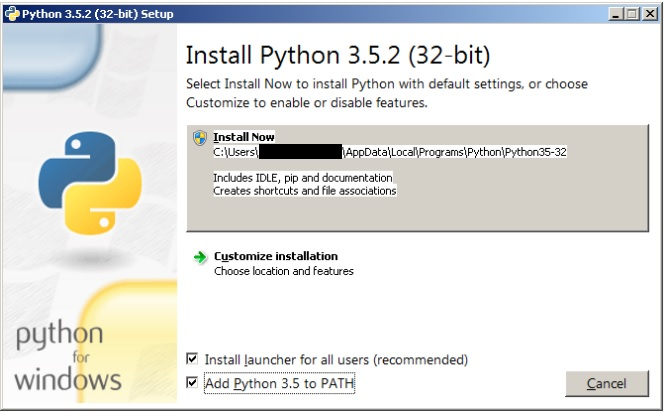 Python 3.5.2 (32-bit) Setup
Install Python 3.5.2 (32-bit)
Select Install Now to install Python with default settings, or choose
Customize to enable or disable features.
Install Now
C:\Users\ \AppData\Local\Programs\Python\Python35-32
Includes IDLE, pip and documentation
Creates shortcuts and file associations
Customize installation
Choose location and features
python
for
windows
Install launcher for all users (recommended)
Add Python 3.5 to PATH
Cancel